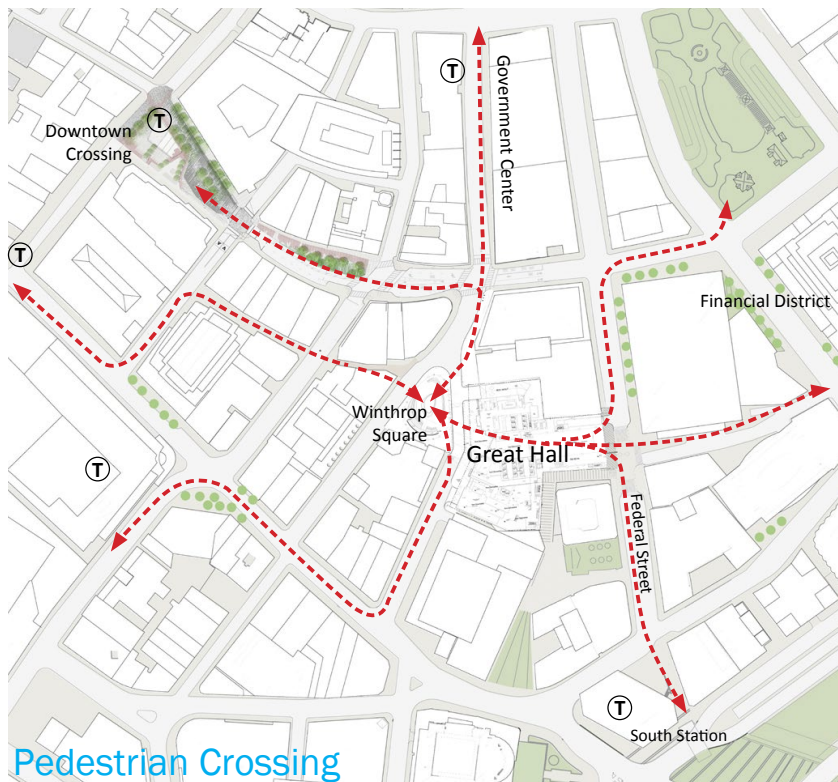 T
Government Center
T
Downtown
Crossing
T
Financial District
Winthrop
Square
Great Hall
T
Federal Street
T
South Station
Pedestrian Crossing